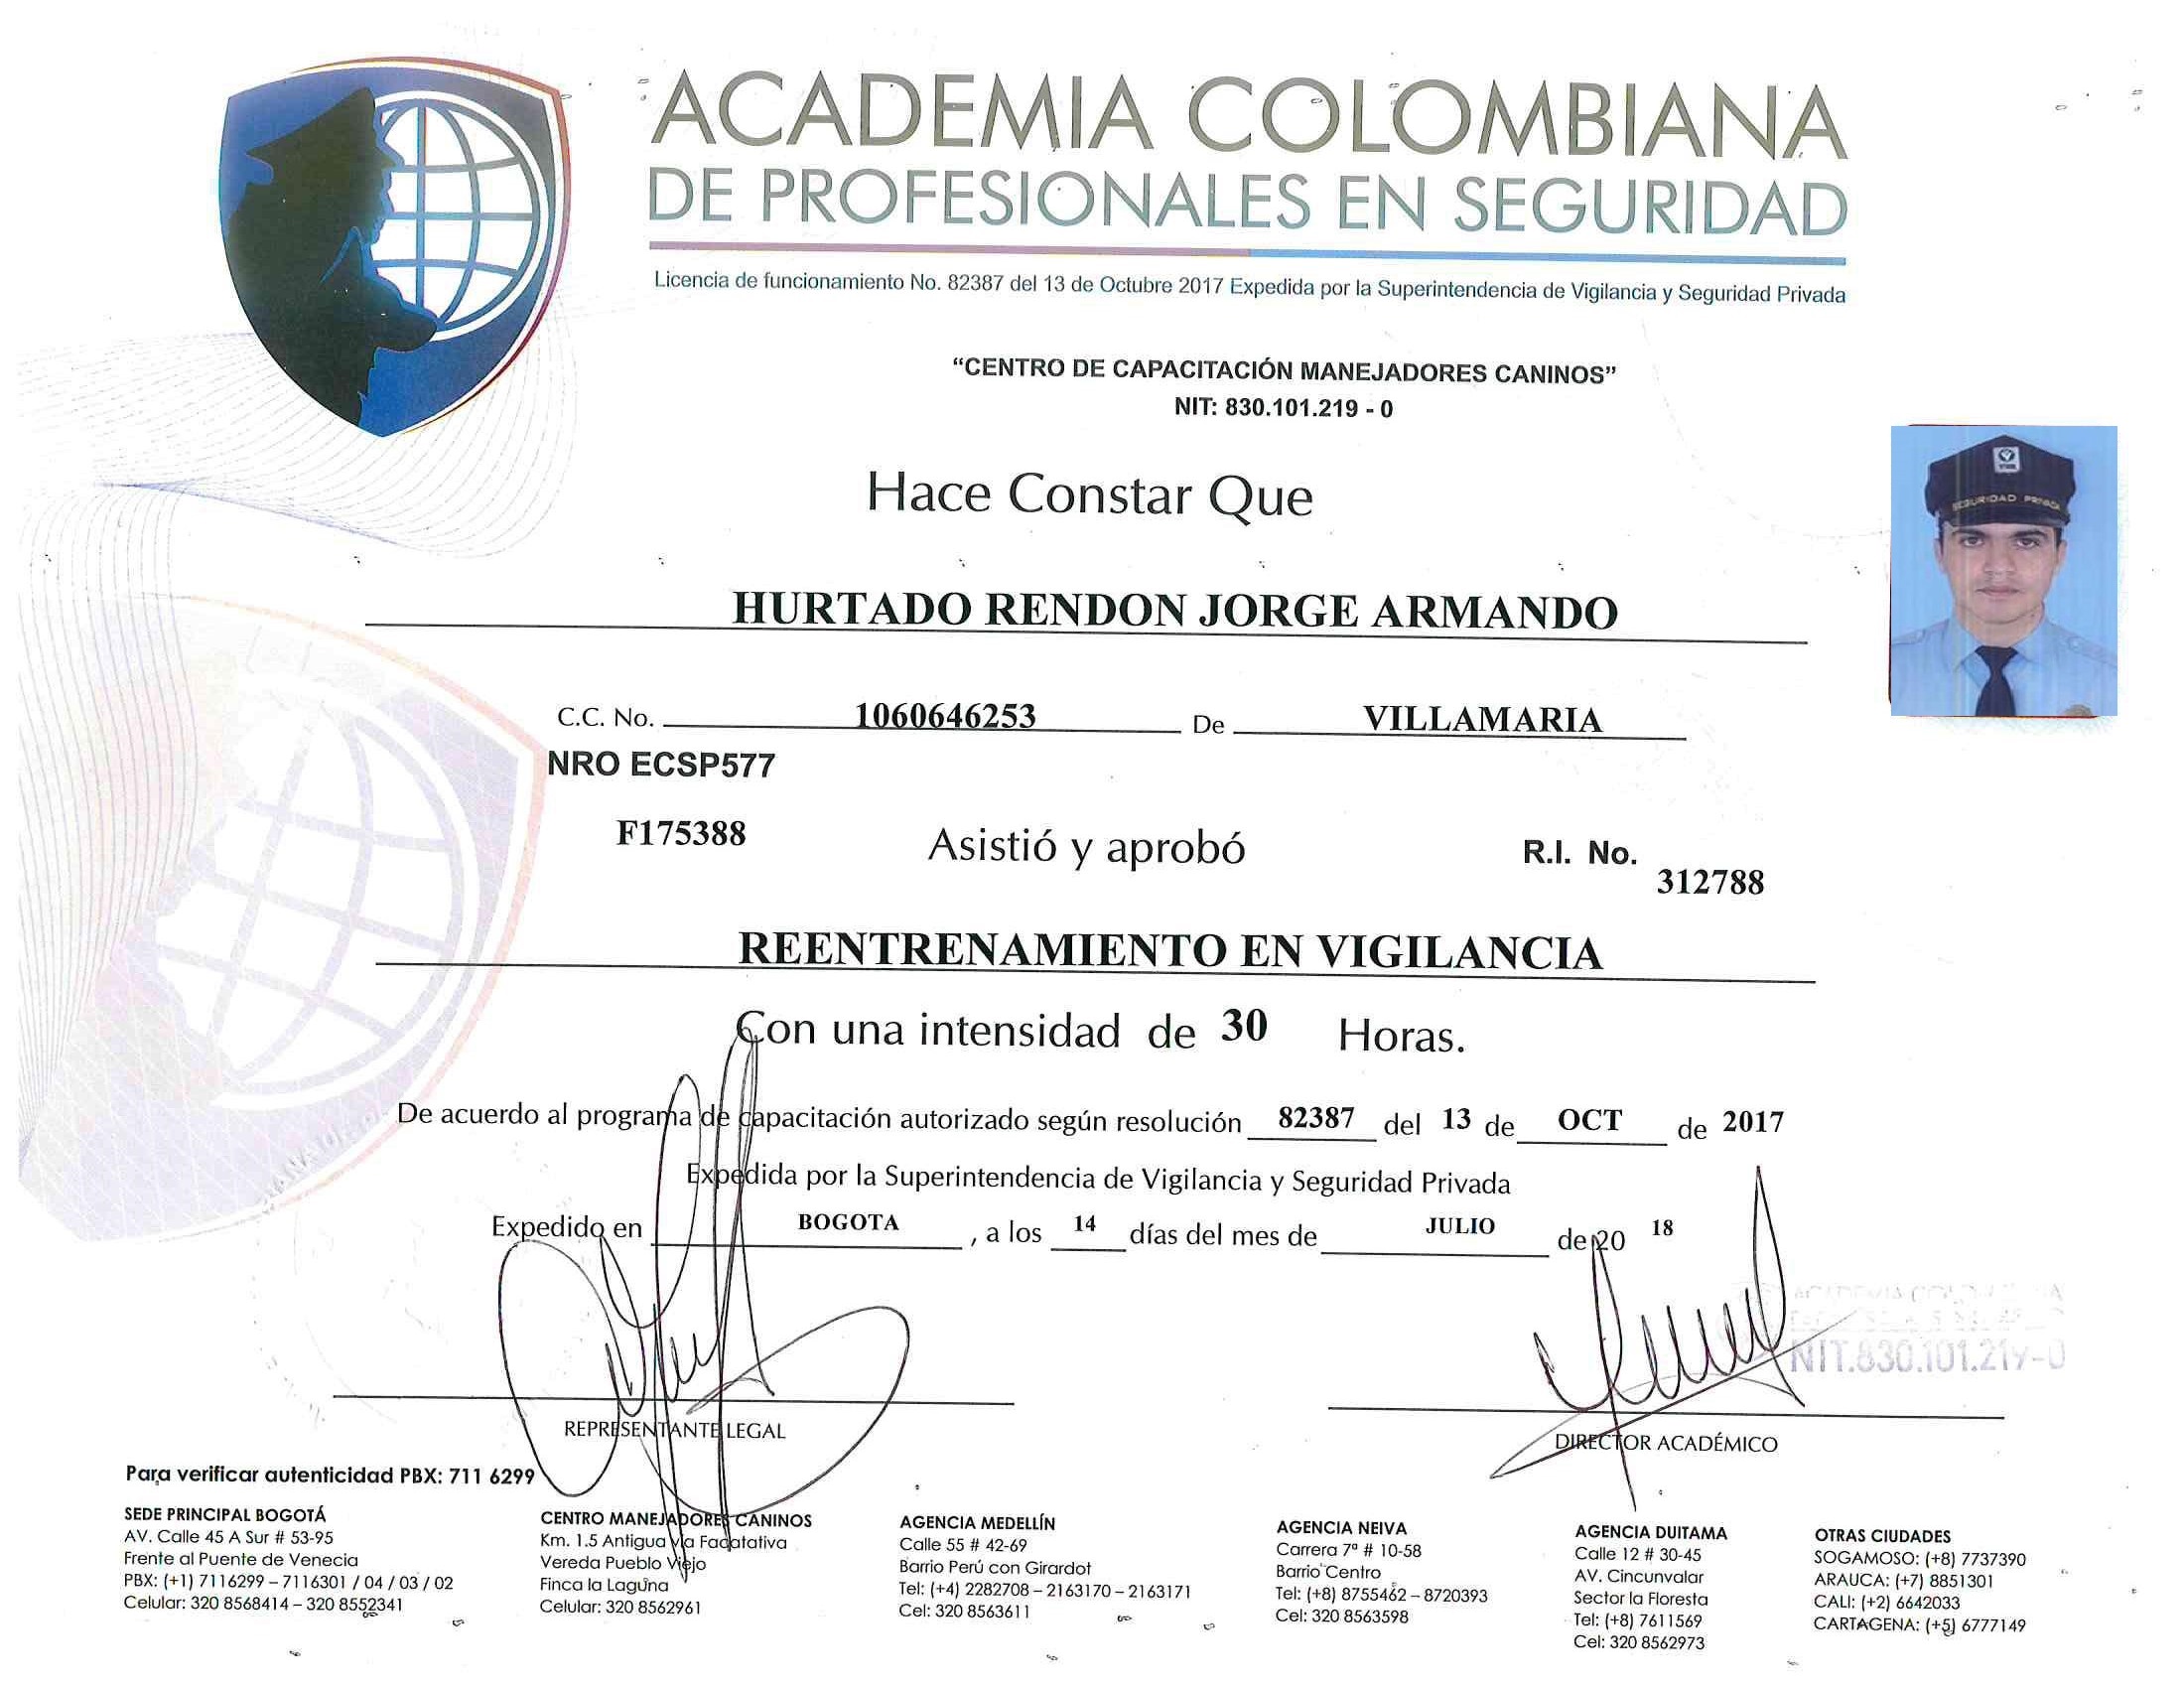 ACADEMIA COLOMBIANA
DE PROFESIONALES EN SEGURIDAD
Licencia de funcionamiento No. 82387 del 13 de Octubre 2017 Expedida por la Superintendencia de Vigilancia y Seguridad Privada
“CENTRO DE CAPACITACIÓN MANEJADORES CANINOS”
NIT: 830.101.219 - 0
SEGURIDAD PRIVADA
Hace Constar Que
HURTADO RENDON JORGE ARMANDO
C.C. No. 1060646253 De VILLAMARIA
NRO ECSP577
F175388 Asistió y aprobó R.I. No. 312788
REENTRENAMIENTO EN VIGILANCIA
Con una intensidad de 30 Horas.
De acuerdo al programa de capacitación autorizado según resolución 82387 del 13 de OCT de 2017
Expedida por la Superintendencia de Vigilancia y Seguridad Privada
Expedido en BOGOTA , a los 14 días del mes de JULIO de 20 18
ACADEMIA COLOMBIANA
NIT.830.101.219-0
REPRESENTANTE LEGAL
DIRECTOR ACADÉMICO
Para verificar autenticidad PBX: 711 6299
SEDE PRINCIPAL BOGOTÁ
AV. Calle 45 A Sur # 53-95
Frente al Puente de Venecia
PBX: (+1) 7116299 – 7116301 / 04 / 03 / 02
Celular: 320 8568414 – 320 8552341
CENTRO MANEJADORES CANINOS
Km. 1.5 Antigua vía Facatativa
Vereda Pueblo Viejo
Finca la Laguna
Celular: 320 8562961
AGENCIA MEDELLÍN
Calle 55 # 42-69
Barrio Perú con Girardot
Tel: (+4) 2282708 – 2163170 – 2163171
Cel: 320 8563611
AGENCIA NEIVA
Carrera 7ª # 10-58
Barrio Centro
Tel: (+8) 8755462 – 8720393
Cel: 320 8563598
AGENCIA DUITAMA
Calle 12 # 30-45
AV. Cincunvalar
Sector la Floresta
Tel: (+8) 7611569
Cel: 320 8562973
OTRAS CIUDADES
SOGAMOSO: (+8) 7737390
ARAUCA: (+7) 8851301
CALI: (+2) 6642033
CARTAGENA: (+5) 6777149